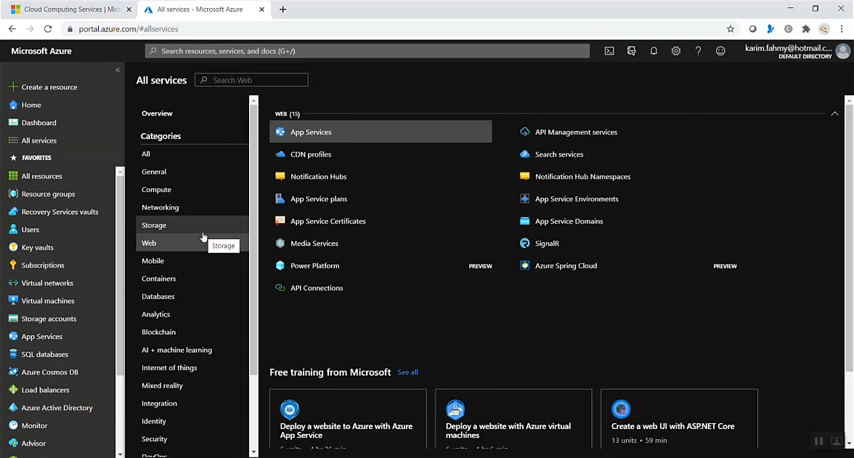 Cloud Computing Services | Mic
All services - Microsoft Azure
portal.azure.com/#allservices
Microsoft Azure
Search resources, services, and docs (G+/)
karim.fahmy@hotmail.c...
DEFAULT DIRECTORY
Create a resource
Home
Dashboard
All services
FAVORITES
All resources
Resource groups
Recovery Services vaults
Users
Key vaults
Subscriptions
Virtual networks
Virtual machines
Storage accounts
App Services
SQL databases
Azure Cosmos DB
Load balancers
Azure Active Directory
Monitor
Advisor
All services
Search Web
Overview
Categories
All
General
Compute
Networking
Storage
Web
Storage
Mobile
Containers
Databases
Analytics
Blockchain
AI + machine learning
Internet of things
Mixed reality
Integration
Identity
Security
DevOps
WEB (15)
App Services
API Management services
CDN profiles
Search services
Notification Hubs
Notification Hub Namespaces
App Service plans
App Service Environments
App Service Certificates
App Service Domains
Media Services
SignalR
Power Platform
PREVIEW
Azure Spring Cloud
PREVIEW
API Connections
Free training from Microsoft See all
Deploy a website to Azure with Azure
App Service
Deploy a website with Azure virtual
machines
Create a web UI with ASP.NET Core
13 units • 59 min